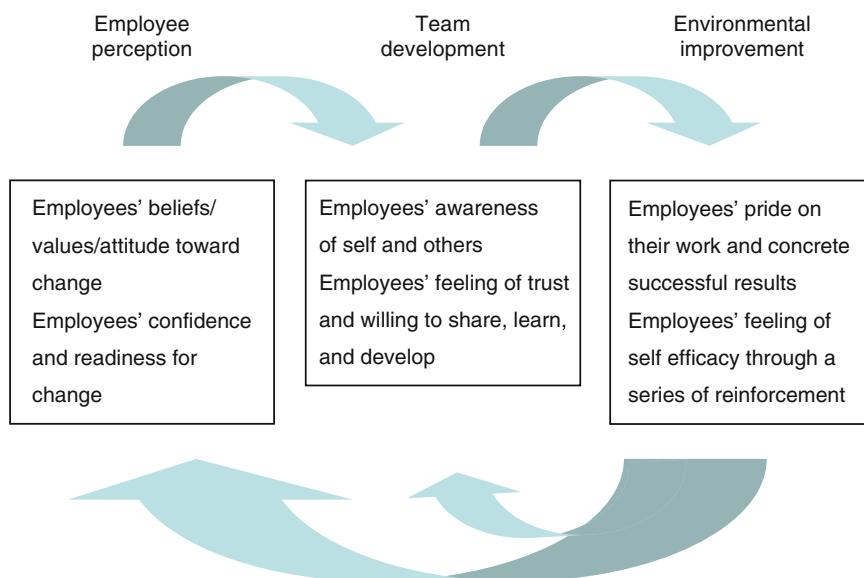 Employee
perception
Team
development
Environmental
improvement
Employees’ beliefs/
values/attitude toward
change
Employees’ confidence
and readiness for
change
Employees’ awareness
of self and others
Employees’ feeling of trust
and willing to share, learn,
and develop
Employees’ pride on
their work and concrete
successful results
Employees’ feeling of
self efficacy through a
series of reinforcement